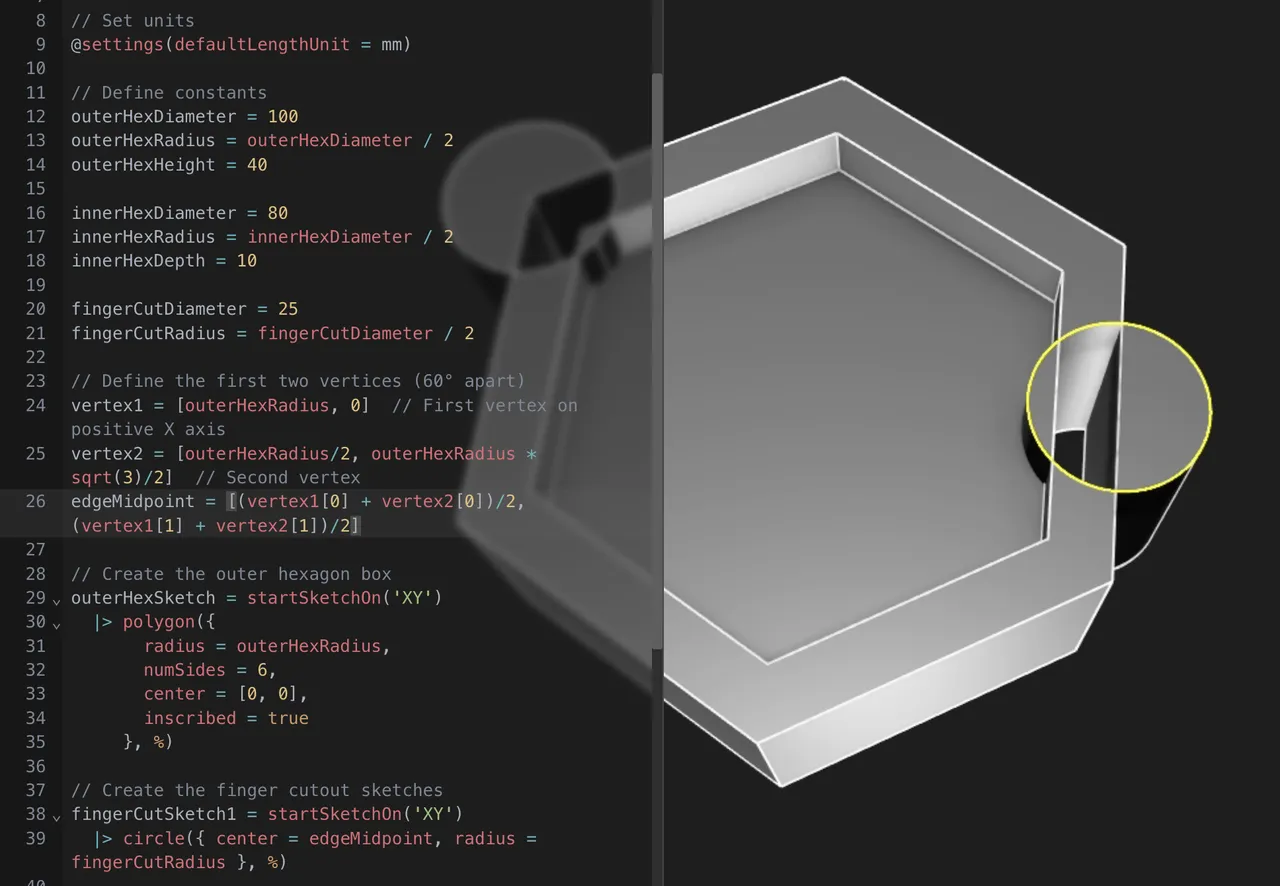 8 // Set units
9 @settings(defaultLengthUnit = mm)
10
11 // Define constants
12 outerHexDiameter = 100
13 outerHexRadius = outerHexDiameter / 2
14 outerHexHeight = 40
15
16 innerHexDiameter = 80
17 innerHexRadius = innerHexDiameter / 2
18 innerHexDepth = 10
19
20 fingerCutDiameter = 25
21 fingerCutRadius = fingerCutDiameter / 2
22
23 // Define the first two vertices (60° apart)
24 vertex1 = [outerHexRadius, 0]  // First vertex on
positive X axis
25 vertex2 = [outerHexRadius/2, outerHexRadius *
sqrt(3)/2]  // Second vertex
26 edgeMidpoint = [(vertex1[0] + vertex2[0])/2,
(vertex1[1] + vertex2[1])/2]
27
28 // Create the outer hexagon box
29 outerHexSketch = startSketchOn('XY')
30   |> polygon({
31        radius = outerHexRadius,
32        numSides = 6,
33        center = [0, 0],
34        inscribed = true
35      }, %)
36
37 // Create the finger cutout sketches
38 fingerCutSketch1 = startSketchOn('XY')
39   |> circle({ center = edgeMidpoint, radius =
fingerCutRadius }, %)